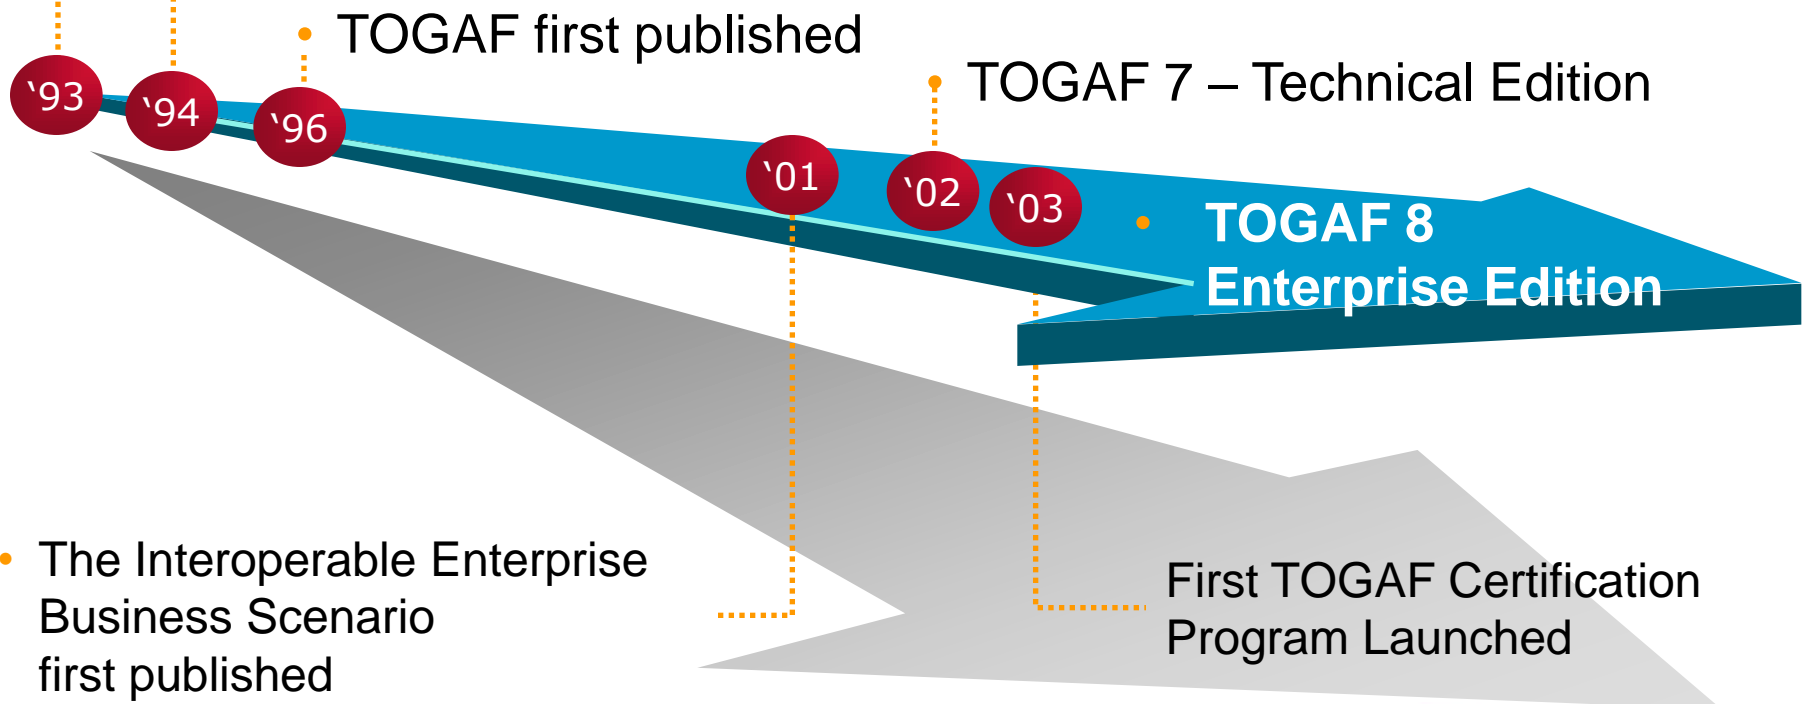 • TOGAF first published
• TOGAF 7 – Technical Edition
‘93
‘94
‘96
‘01
‘02
‘03
• TOGAF 8
Enterprise Edition
• The Interoperable Enterprise
Business Scenario
first published
First TOGAF Certification
Program Launched